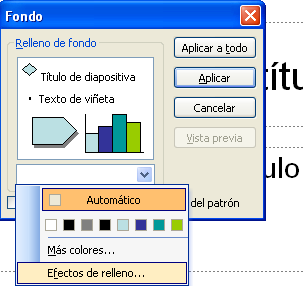 Fondo
Relleno de fondo
Título de diapositiva
• Texto de viñeta
Aplicar a todo
Aplicar
Cancelar
Vista previa
Automático
del patrón
Más colores...
Efectos de relleno...
títu
ulo